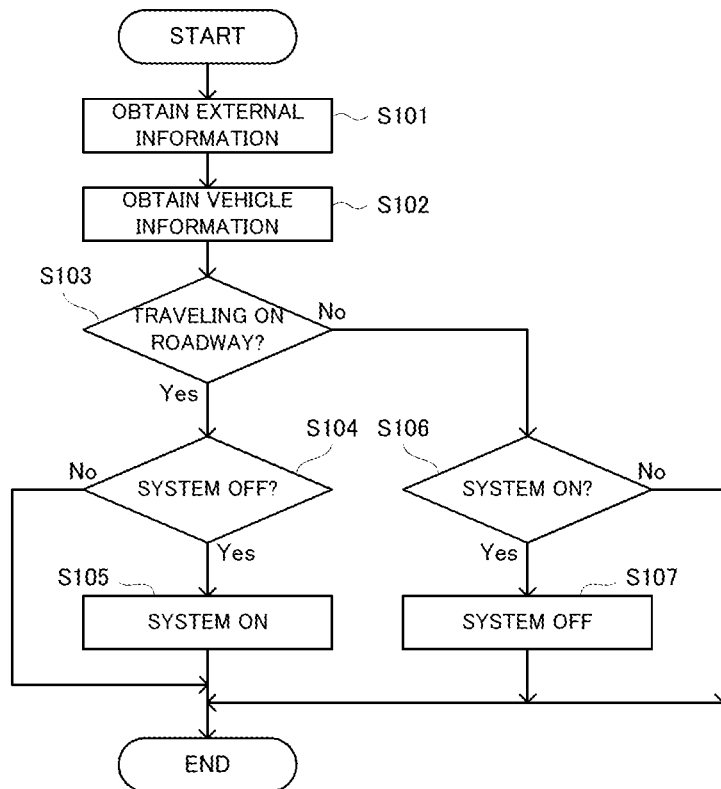 START
OBTAIN EXTERNAL
INFORMATION
S101
OBTAIN VEHICLE
INFORMATION
S102
S103
TRAVELING ON
ROADWAY?
No
Yes
S104
No
SYSTEM OFF?
Yes
S106
SYSTEM ON?
No
Yes
S105
SYSTEM ON
S107
SYSTEM OFF
END